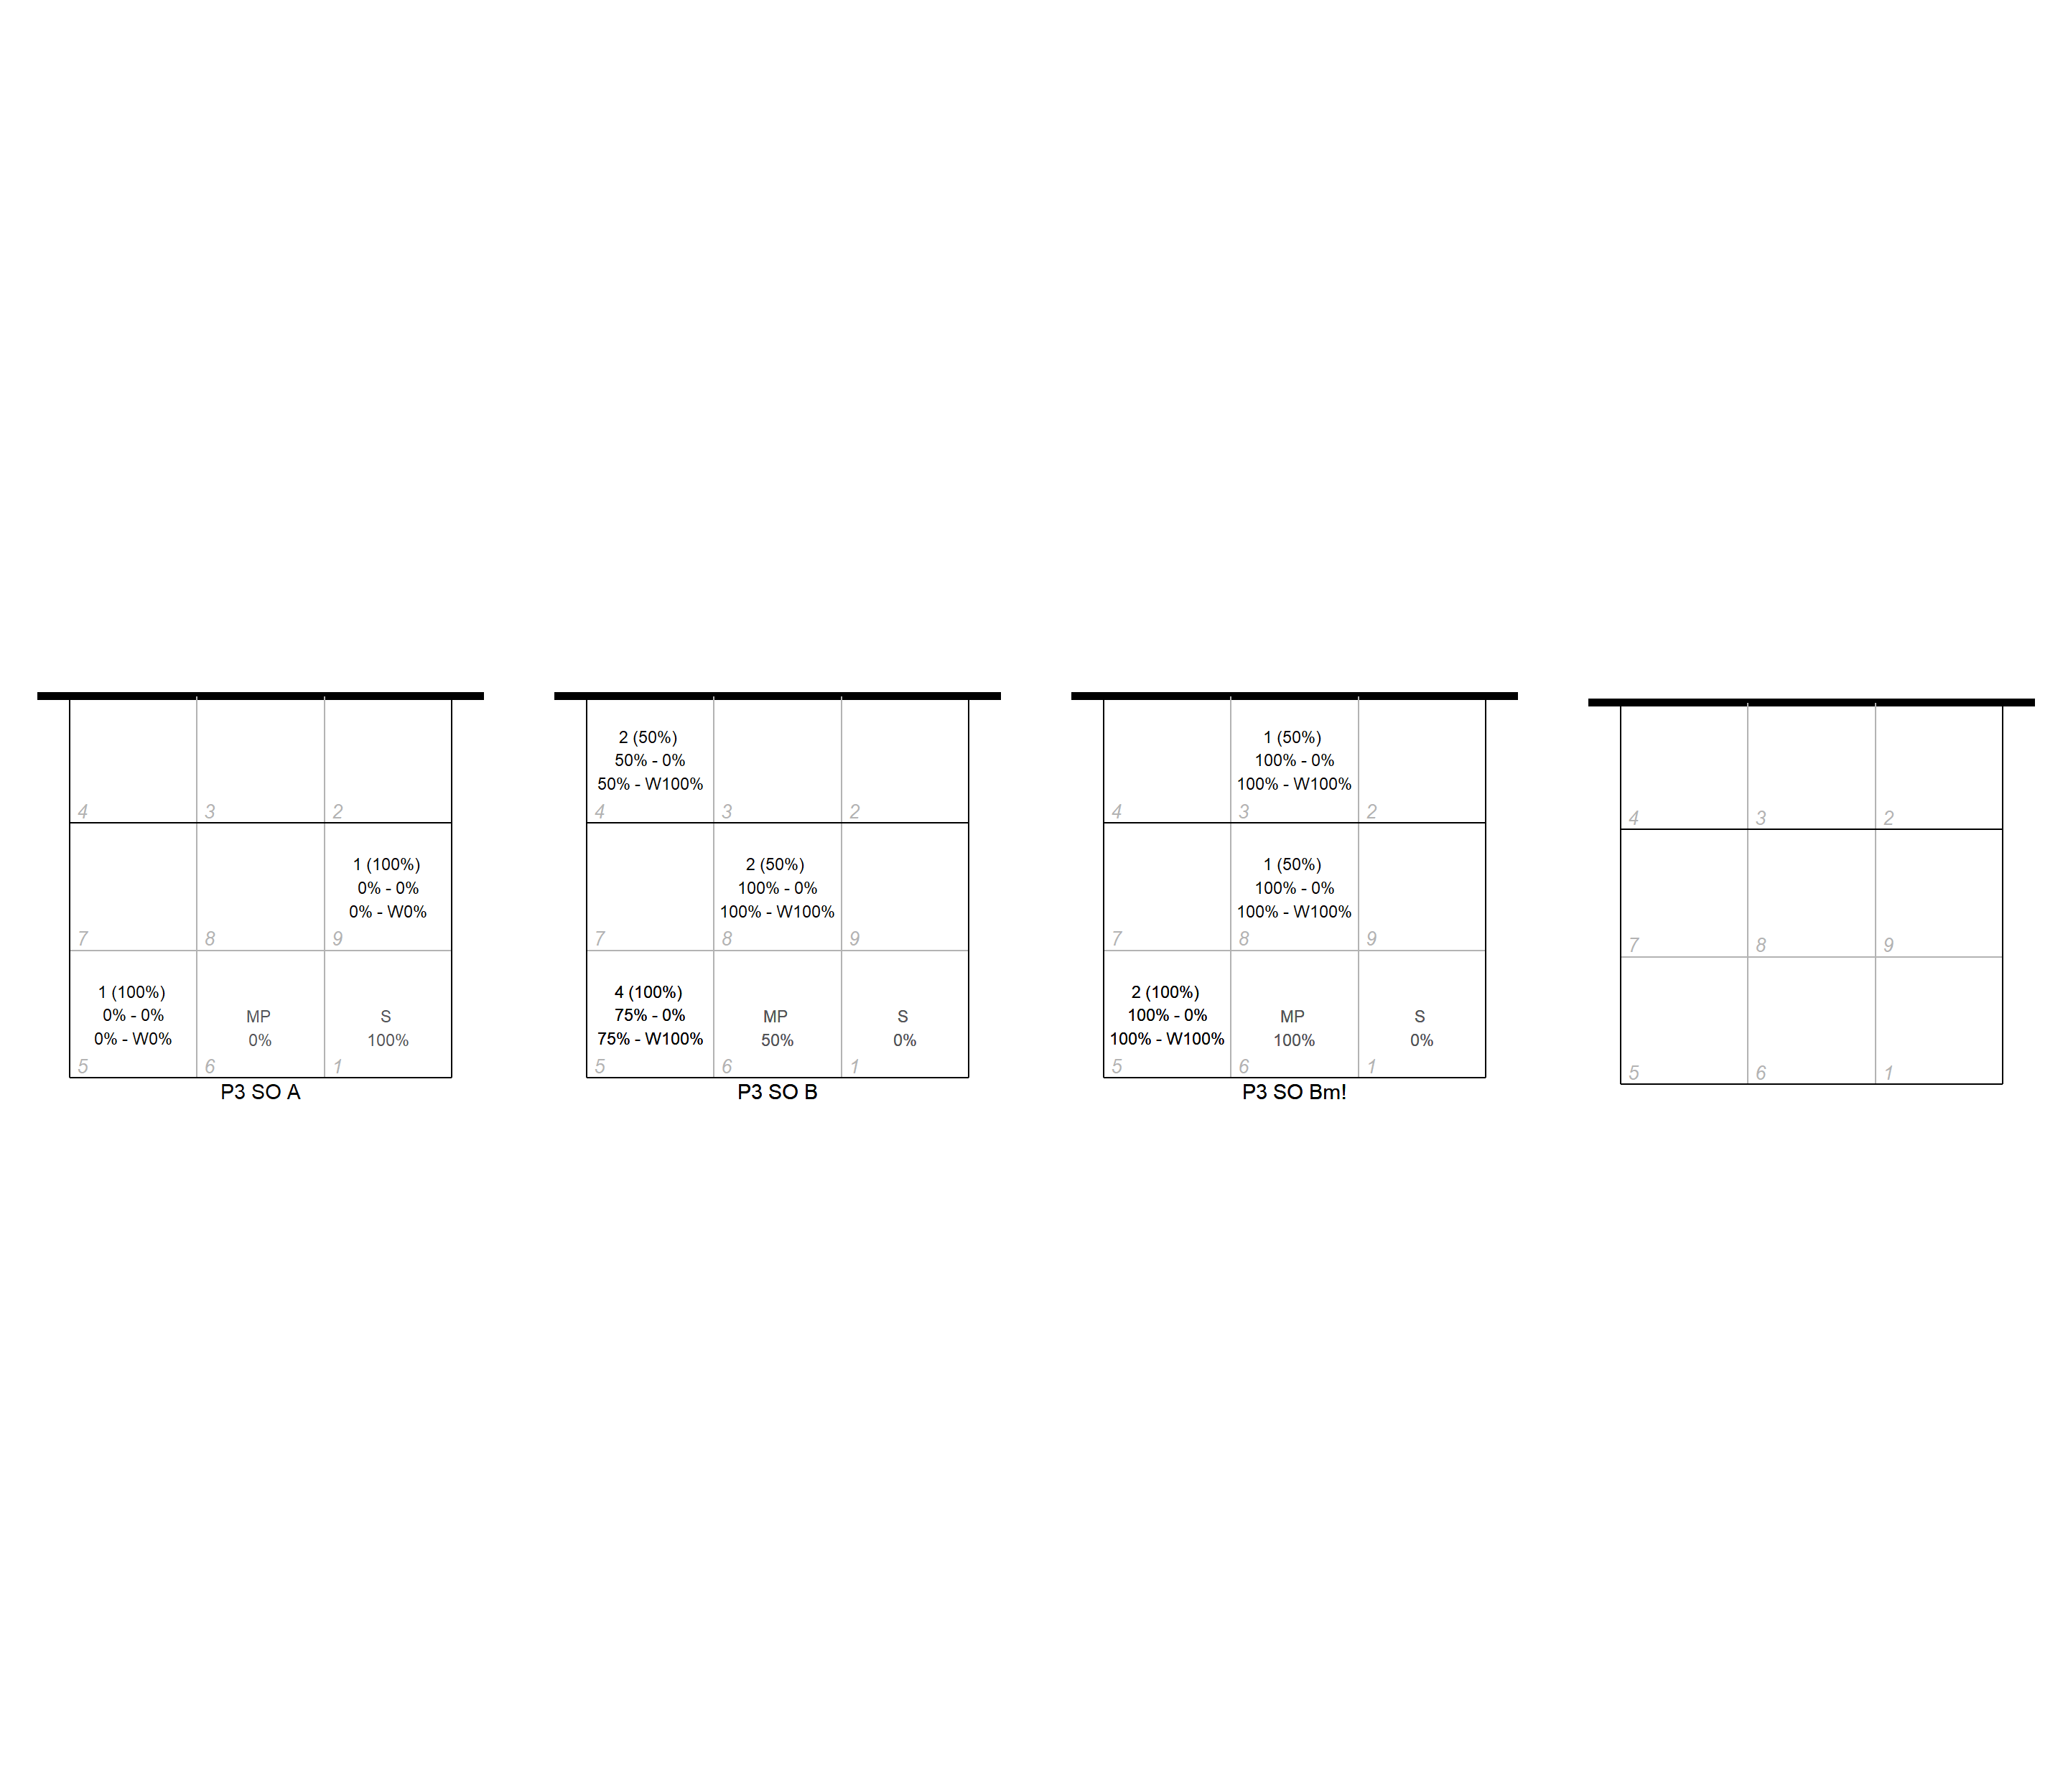 4
3
2
1 (100%)
0% - 0%
0% - W0%
7
8
9
1 (100%)
0% - 0%
0% - W0%
MP
0%
S
100%
5
6
1
P3 SO A
2 (50%)
50% - 0%
50% - W100%
4
3
2
2 (50%)
100% - 0%
100% - W100%
7
8
9
4 (100%)
75% - 0%
75% - W100%
MP
50%
S
0%
5
6
1
P3 SO B
1 (50%)
100% - 0%
100% - W100%
4
3
2
1 (50%)
100% - 0%
100% - W100%
7
8
9
2 (100%)
100% - 0%
100% - W100%
MP
100%
S
0%
5
6
1
P3 SO Bm!
4
3
2
7
8
9
5
6
1